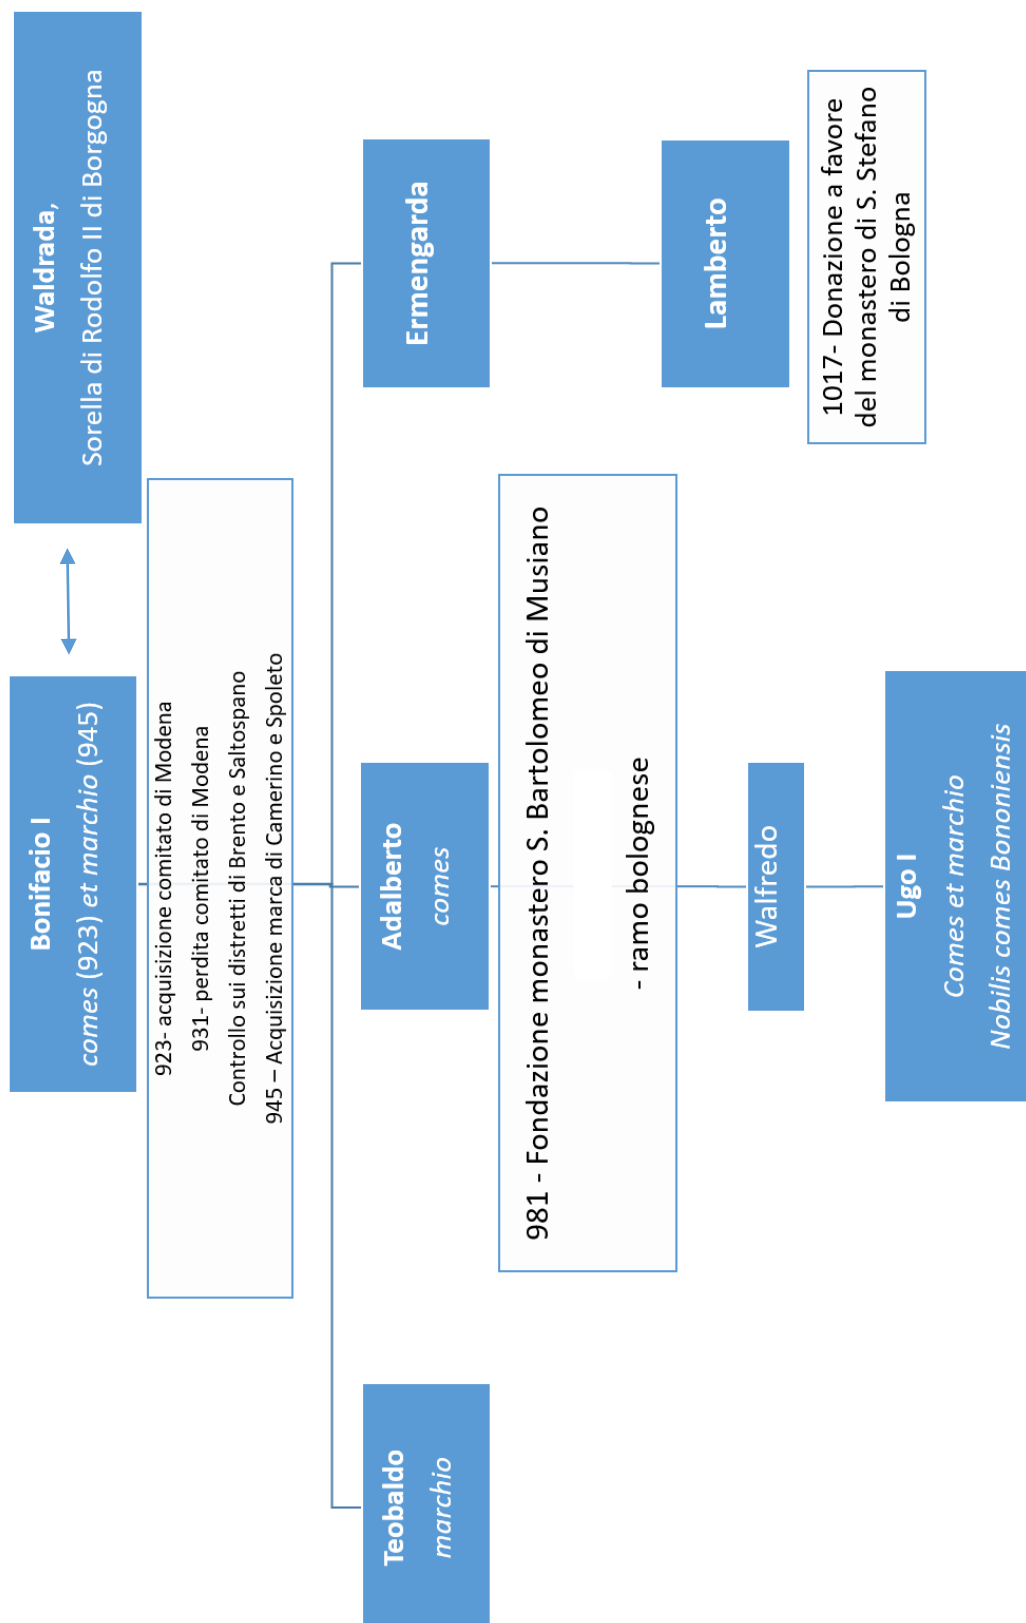 Bonifacio I
comes (923) et marchio (945)
Waldrada,
Sorella di Rodolfo II di Borgogna
923- acquisizione comitato di Modena
931- perdita comitato di Modena
Controllo sui distretti di Brento e Saltospano
945 – Acquisizione marca di Camerino e Spoleto
Teobaldo
marchio
Adalberto
comes
Ermengarda
981 - Fondazione monastero S. Bartolomeo di Musiano
- ramo bolognese
Lamberto
Walfredo
1017- Donazione a favore
del monastero di S. Stefano
di Bologna
Ugo I
Comes et marchio
Nobilis comes Bononiensis